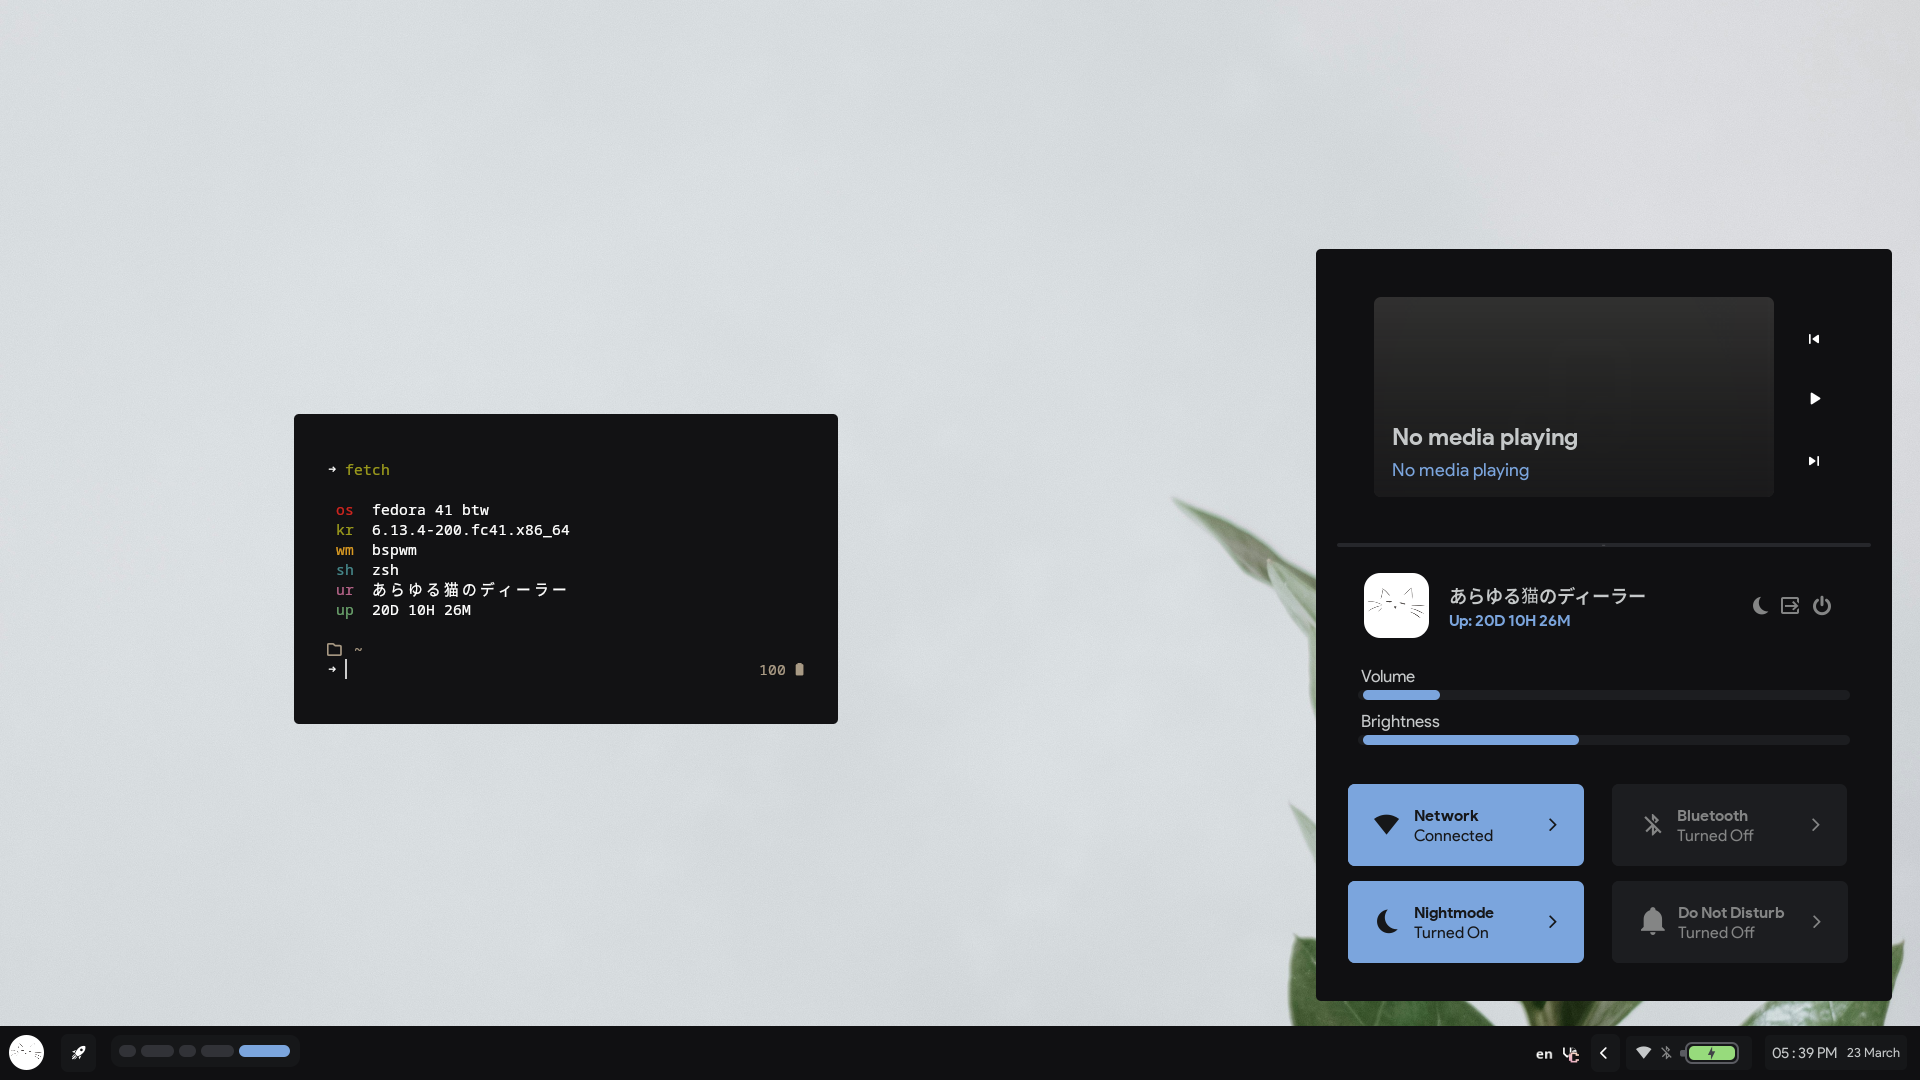 ➜ fetch
os fedora 41 btw
kr 6.13.4-200.fc41.x86_64
wm bspwm
sh zsh
ur あらゆる猫のディーラー
up 20D 10H 26M
~
➜
100
No media playing
No media playing
あらゆる猫のディーラー
Up: 20D 10H 26M
Volume
Brightness
Network
Connected
Bluetooth
Turned Off
Nightmode
Turned On
Do Not Disturb
Turned Off
en
05 : 39 PM 23 March